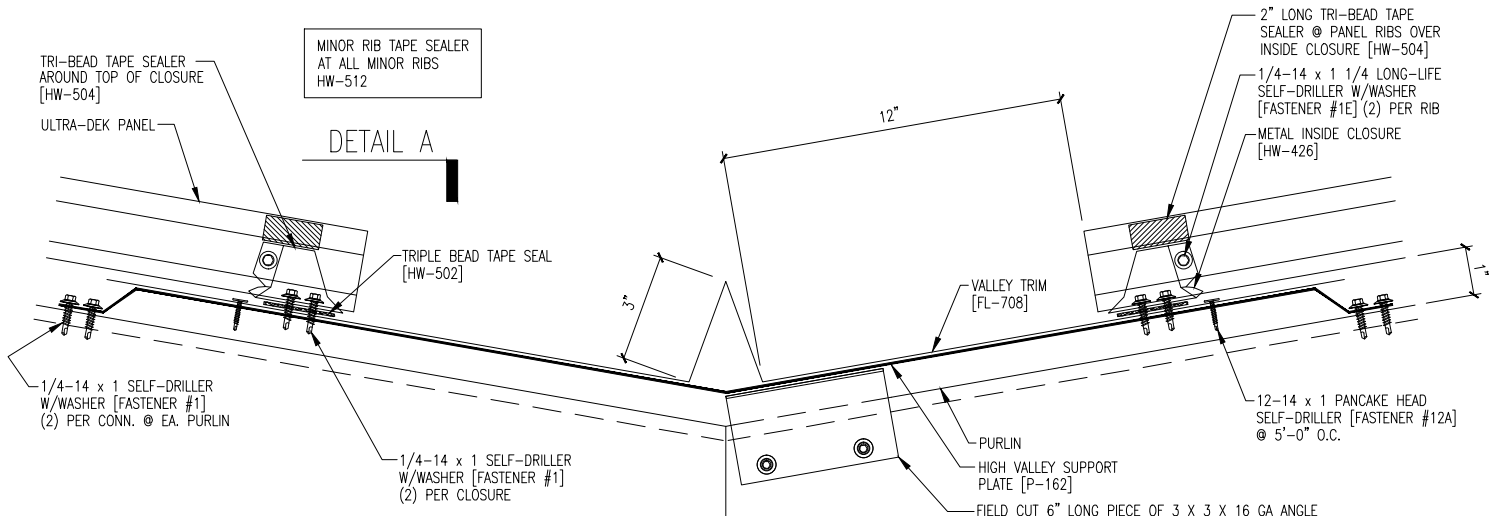 MINOR RIB TAPE SEALER
AT ALL MINOR RIBS
HW-512
DETAIL A
TRI-BEAD TAPE SEALER
AROUND TOP OF CLOSURE
[HW-504]
ULTRA-DEK PANEL
TRIPLE BEAD TAPE SEAL
[HW-502]
1/4-14 x 1 SELF-DRILLER
W/WASHER [FASTENER #1]
(2) PER CONN. @ EA. PURLIN
1/4-14 x 1 SELF-DRILLER
W/WASHER [FASTENER #1]
(2) PER CLOSURE
3"
12"
2" LONG TRI-BEAD TAPE
SEALER @ PANEL RIBS OVER
INSIDE CLOSURE [HW-504]
1/4-14 x 1 1/4 LONG-LIFE
SELF-DRILLER W/WASHER
[FASTENER #1E] (2) PER RIB
METAL INSIDE CLOSURE
[HW-426]
1"
VALLEY TRIM
[FL-708]
12-14 x 1 PANCAKE HEAD
SELF-DRILLER [FASTENER #12A]
@ 5'-0" O.C.
PURLIN
HIGH VALLEY SUPPORT
PLATE [P-162]
FIELD CUT 6" LONG PIECE OF 3 X 3 X 16 GA ANGLE